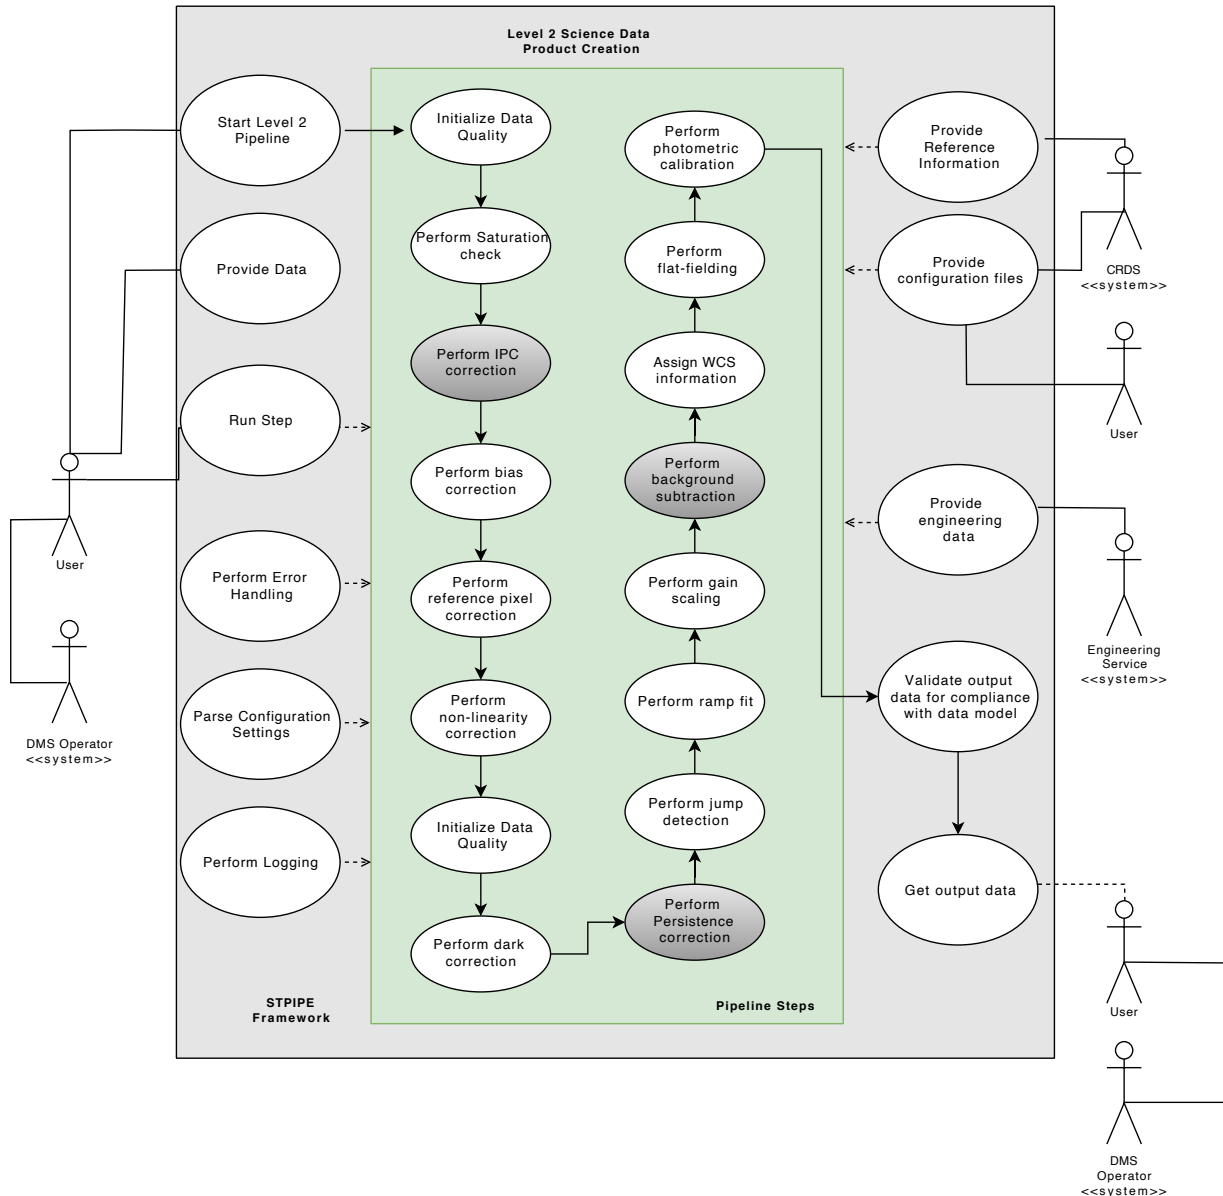 Level 2 Science Data
Product Creation
Start Level 2
Pipeline
Provide Data
Run Step
Perform Error
Handling
Parse Configuration
Settings
Perform Logging
STPIPE
Framework
User
DMS Operator
<<system>>
Initialize Data
Quality
Perform Saturation
check
Perform IPC
correction
Perform bias
correction
Perform
reference pixel
correction
Perform
non-linearity
correction
Initialize Data
Quality
Perform dark
correction
Perform
photometric
calibration
Perform
flat-fielding
Assign WCS
information
Perform
background
subtraction
Perform gain
scaling
Perform ramp fit
Perform jump
detection
Perform
Persistence
correction
Pipeline Steps
Provide
Reference
Information
Provide
configuration files
Provide
engineering
data
Validate output
data for compliance
with data model
Get output data
CRDS
<<system>>
User
Engineering
Service
<<system>>
User
DMS
Operator
<<system>>